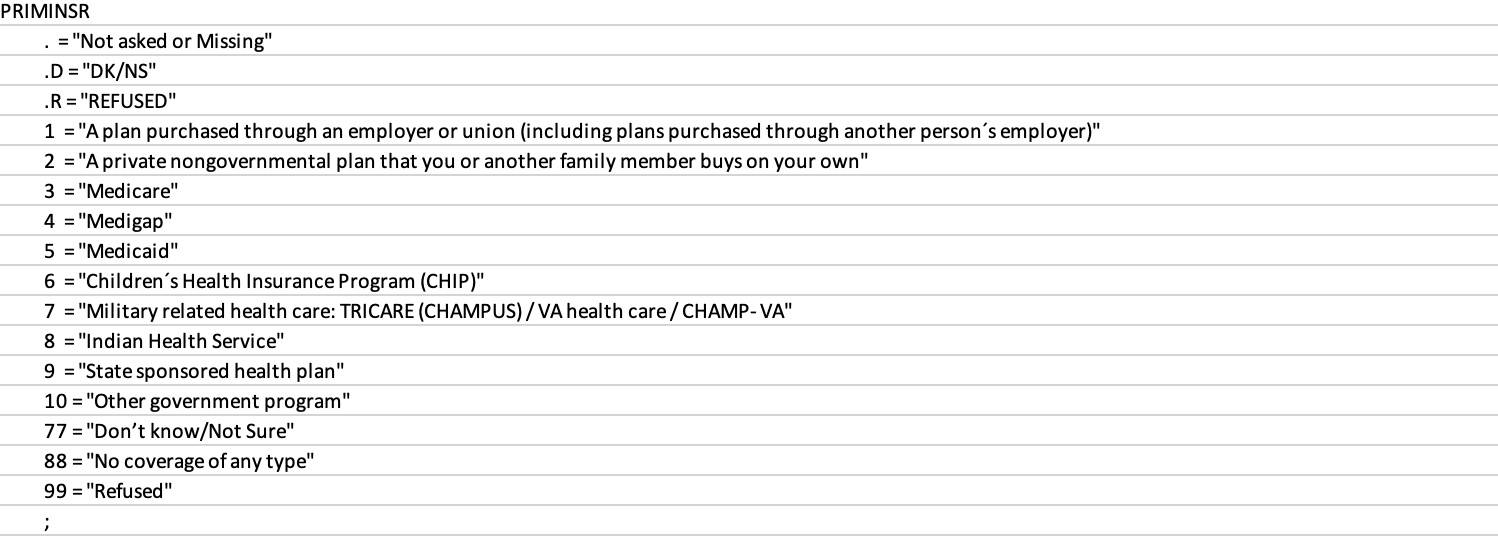 PRIMINSR
. = "Not asked or Missing"
.D = "DK/NS"
.R = "REFUSED"
1 = "A plan purchased through an employer or union (including plans purchased through another person´s employer)"
2 = "A private nongovernmental plan that you or another family member buys on your own"
3 = "Medicare"
4 = "Medigap"
5 = "Medicaid"
6 = "Children´s Health Insurance Program (CHIP)"
7 = "Military related health care: TRICARE (CHAMPUS) / VA health care / CHAMP- VA"
8 = "Indian Health Service"
9 = "State sponsored health plan"
10 = "Other government program"
77 = "Don’t know/Not Sure"
88 = "No coverage of any type"
99 = "Refused"
;